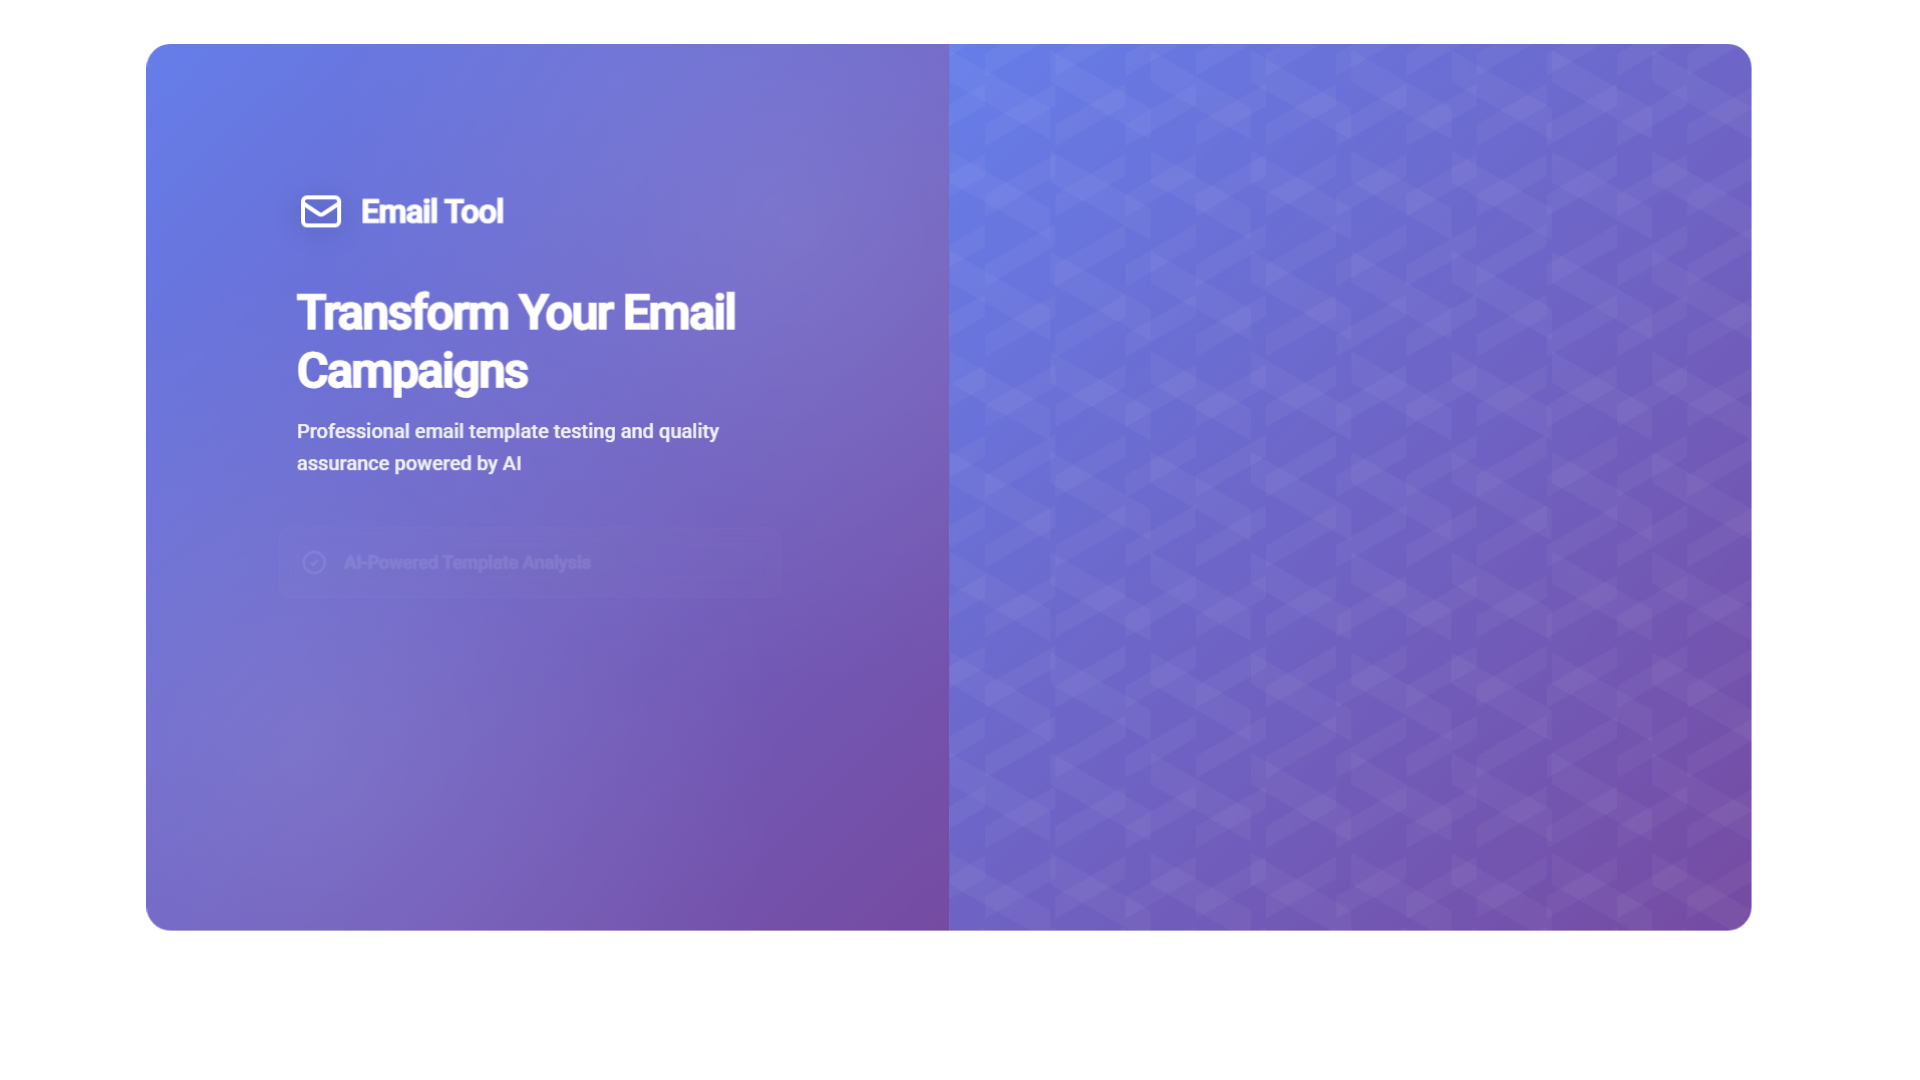 Email Tool
Transform Your Email
Campaigns
Professional email template testing and quality
assurance powered by AI
AI-Powered Template Analysis